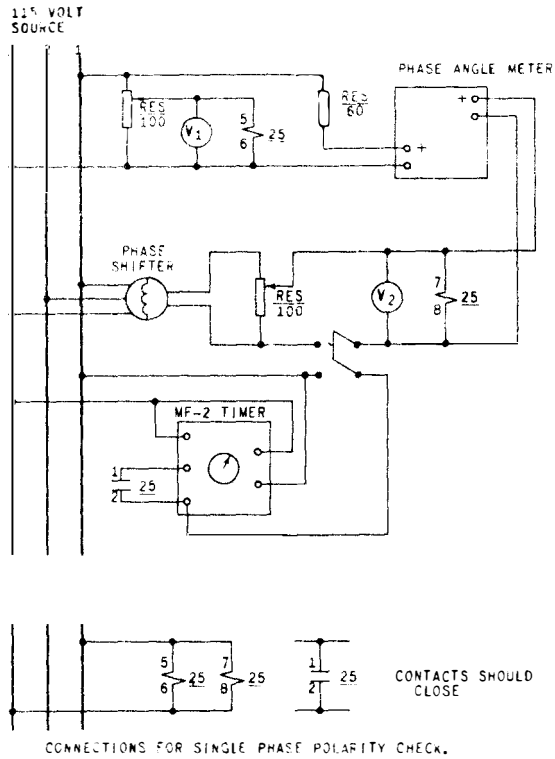 115 VOLT
SOURCE
2 1
PHASE ANGLE METER
RES
100
V1
5
6
25
RES
60
+
+
PHASE
SHIFTER
RES
100
V2
7
8
25
MF-2 TIMER
1
2
25
5
6
25
7
8
25
1
2
25
CONTACTS SHOULD
CLOSE
CONNECTIONS FOR SINGLE PHASE POLARITY CHECK.